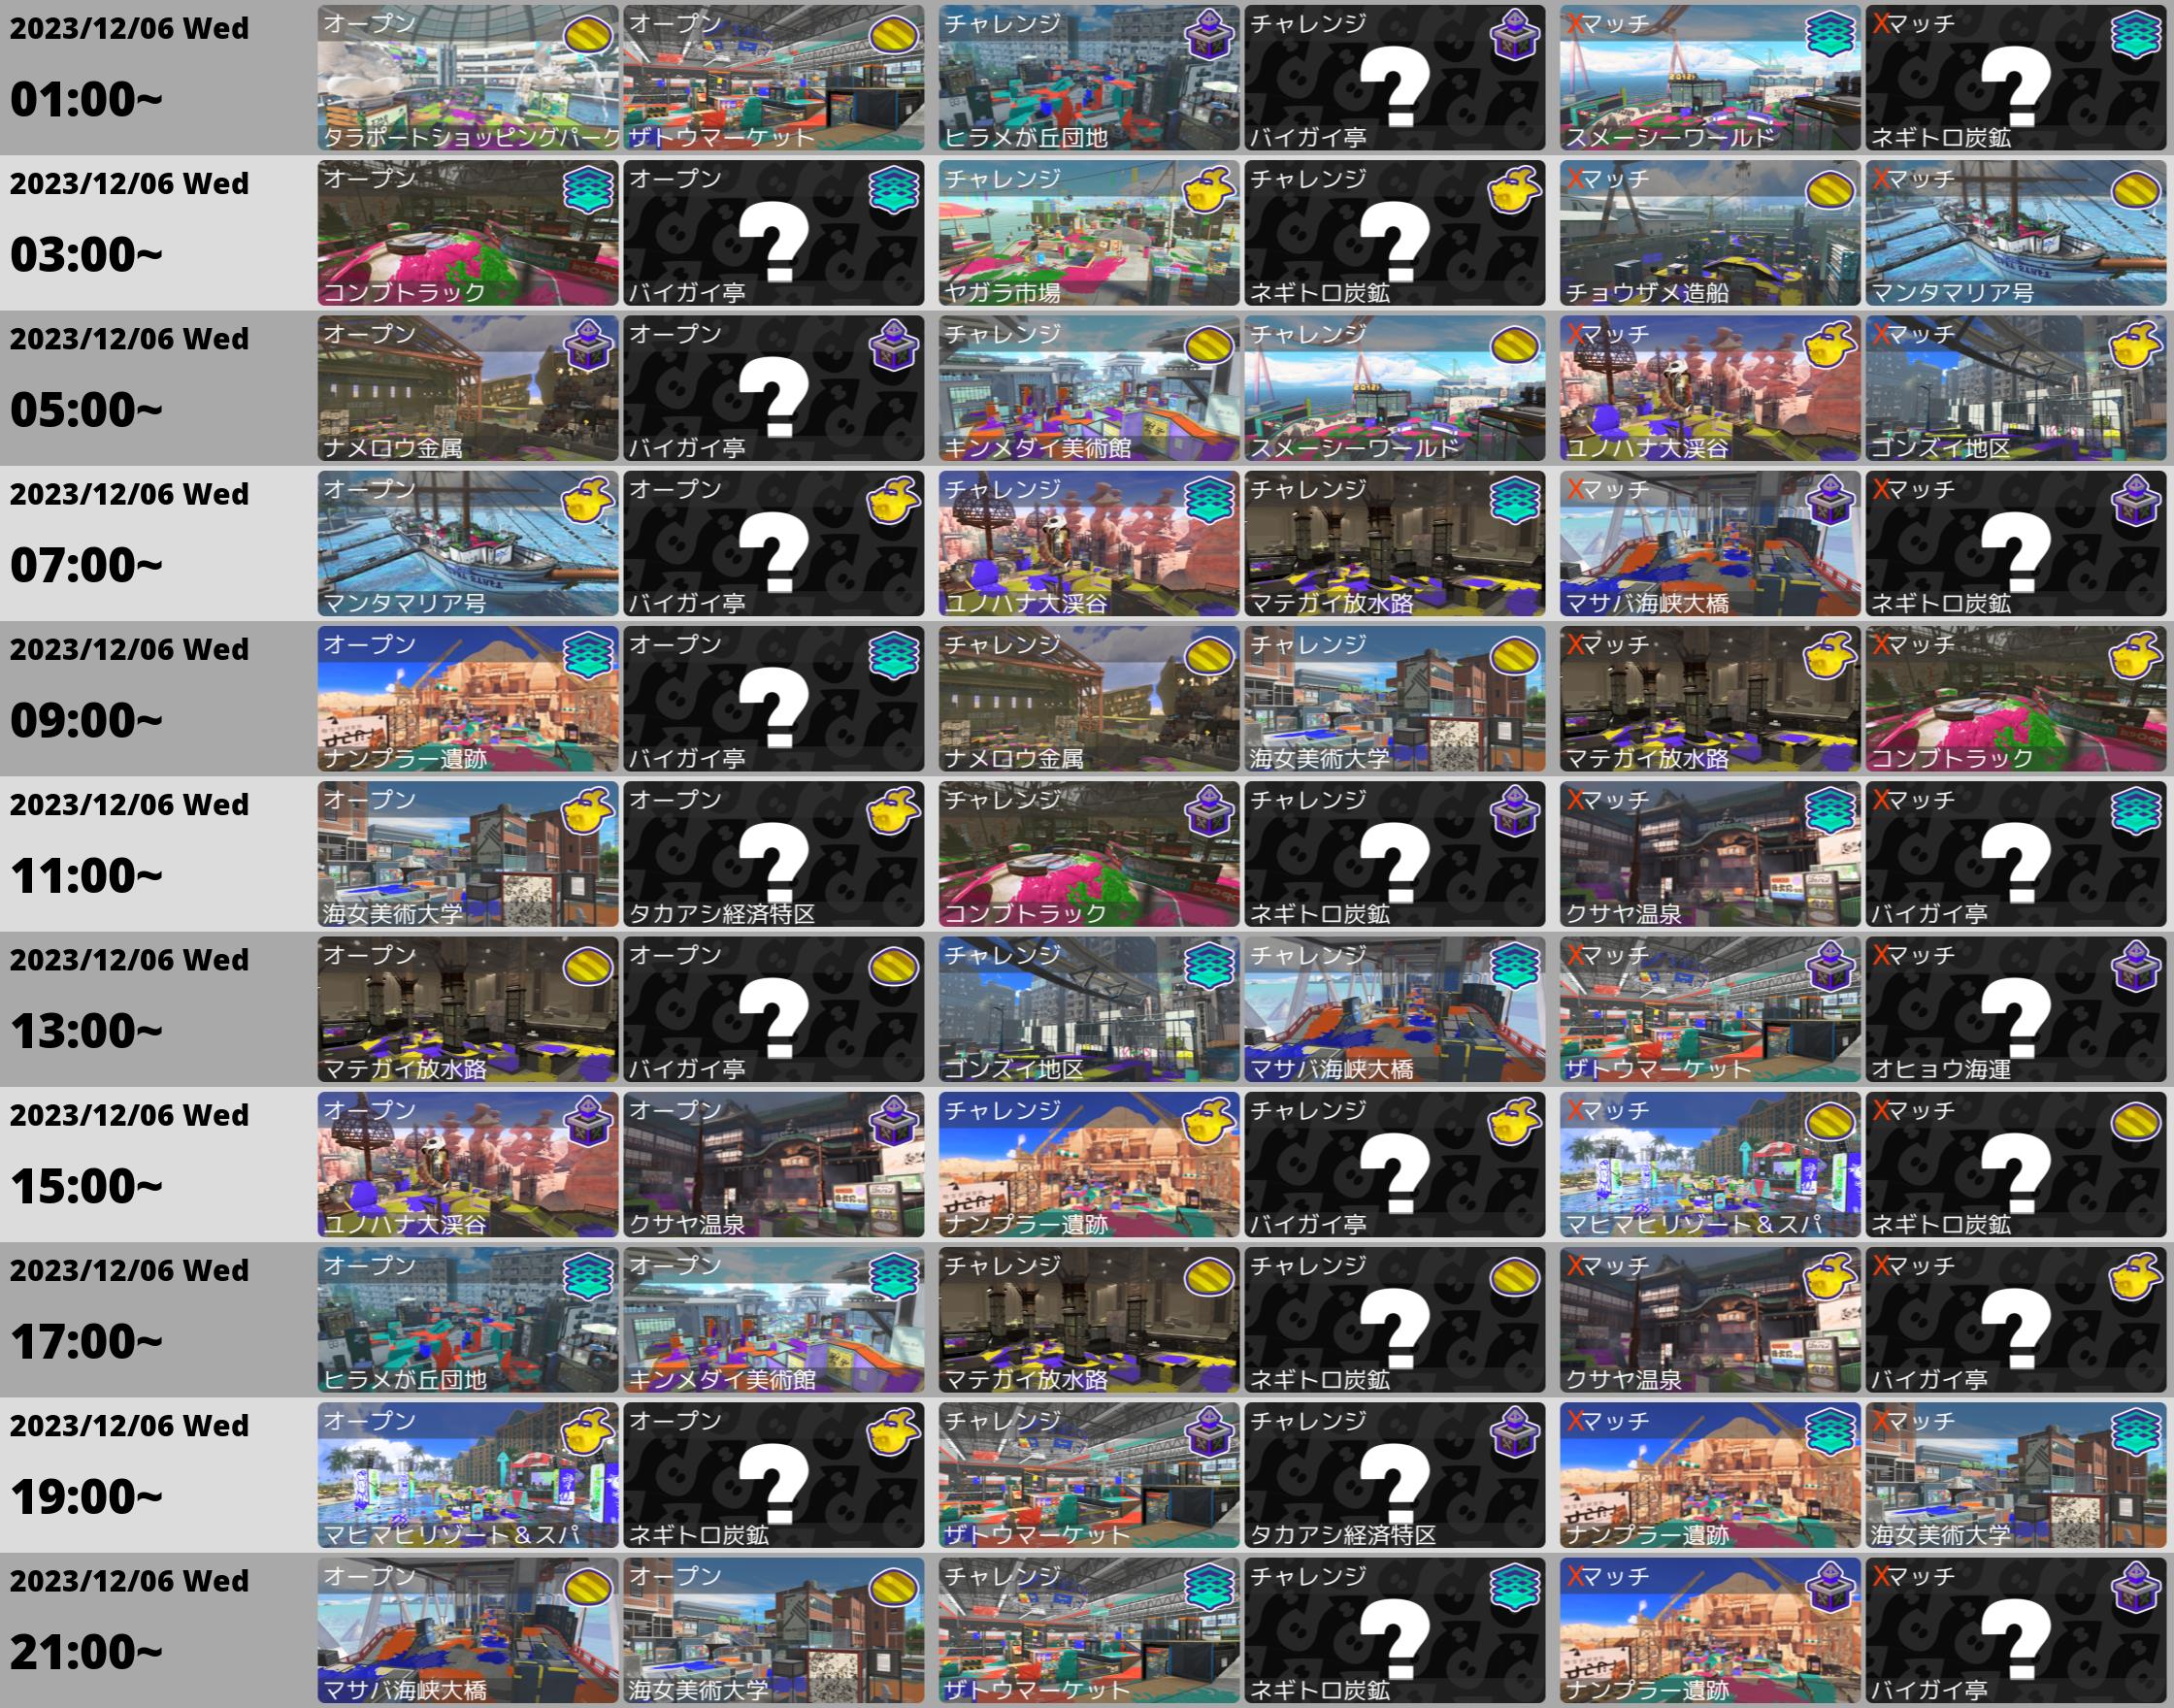 2023/12/06 Wed
01:00~
オープン
タラポートショッピングパーク
オープン
ザトウマーケット
チャレンジ
ヒラメが丘団地
チャレンジ
バイガイ亭
Xマッチ
スメーシーワールド
Xマッチ
ネギトロ炭鉱
2023/12/06 Wed
03:00~
オープン
コンブトラック
オープン
バイガイ亭
チャレンジ
ヤガラ市場
チャレンジ
ネギトロ炭鉱
Xマッチ
チョウザメ造船
Xマッチ
マンタマリア号
2023/12/06 Wed
05:00~
オープン
ナメロウ金属
オープン
バイガイ亭
チャレンジ
キンメダイ美術館
チャレンジ
スメーシーワールド
Xマッチ
ユノハナ大渓谷
Xマッチ
ゴンズイ地区
2023/12/06 Wed
07:00~
オープン
マンタマリア号
オープン
バイガイ亭
チャレンジ
ユノハナ大渓谷
チャレンジ
マテガイ放水路
Xマッチ
マサバ海峡大橋
Xマッチ
ネギトロ炭鉱
2023/12/06 Wed
09:00~
オープン
ナンプラー遺跡
オープン
バイガイ亭
チャレンジ
ナメロウ金属
チャレンジ
海女美術大学
Xマッチ
マテガイ放水路
Xマッチ
コンブトラック
2023/12/06 Wed
11:00~
オープン
海女美術大学
オープン
タカアシ経済特区
チャレンジ
コンブトラック
チャレンジ
ネギトロ炭鉱
Xマッチ
クサヤ温泉
Xマッチ
バイガイ亭
2023/12/06 Wed
13:00~
オープン
マテガイ放水路
オープン
バイガイ亭
チャレンジ
ゴンズイ地区
チャレンジ
マサバ海峡大橋
Xマッチ
ザトウマーケット
Xマッチ
オヒョウ海運
2023/12/06 Wed
15:00~
オープン
ユノハナ大渓谷
オープン
クサヤ温泉
チャレンジ
ナンプラー遺跡
チャレンジ
バイガイ亭
Xマッチ
マヒマヒリゾート＆スパ
Xマッチ
ネギトロ炭鉱
2023/12/06 Wed
17:00~
オープン
ヒラメが丘団地
オープン
キンメダイ美術館
チャレンジ
マテガイ放水路
チャレンジ
ネギトロ炭鉱
Xマッチ
クサヤ温泉
Xマッチ
バイガイ亭
2023/12/06 Wed
19:00~
オープン
マヒマヒリゾート＆スパ
オープン
ネギトロ炭鉱
チャレンジ
ザトウマーケット
チャレンジ
タカアシ経済特区
Xマッチ
ナンプラー遺跡
Xマッチ
海女美術大学
2023/12/06 Wed
21:00~
オープン
マサバ海峡大橋
オープン
海女美術大学
チャレンジ
ザトウマーケット
チャレンジ
ネギトロ炭鉱
Xマッチ
ナンプラー遺跡
Xマッチ
バイガイ亭